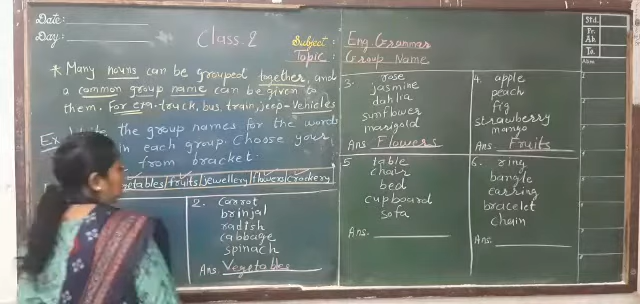 Date:
Day:
Class.2
Subject: Eng Grammar
Topic: Group Name
* Many nouns can be grouped together, and
a common group name can be given to
them. For exa-truck, bus, train, jeep-Vehicles
the group names for the words
in each group. Choose your
from bracket.
tables/fruits/jewellery/flowers/crockery
2. Carrot
brinjal
radish
cabbage
spinach
Ans. Vegetables
3. rose
jasmine
dahlia
sunflower
marigold
Ans Flowers
4. apple
peach
fig
strawberry
mango
Ans. Fruits
5 table
chair
bed
cupboard
sofa
Ans.
6. ring
bangle
earring
bracelet
chain
Ans.
Std.
Pr.
Ab
To.